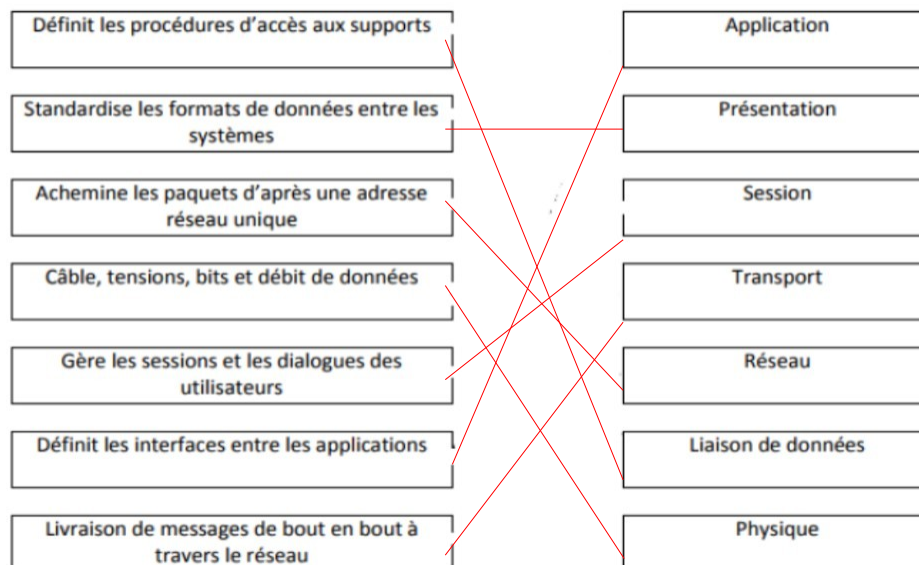 Définit les procédures d'accès aux supports
Application
Standardise les formats de données entre les
systèmes
Présentation
Achemine les paquets d'après une adresse
réseau unique
Session
Câble, tensions, bits et débit de données
Transport
Gère les sessions et les dialogues des
utilisateurs
Réseau
Définit les interfaces entre les applications
Liaison de données
Livraison de messages de bout en bout à
travers le réseau
Physique